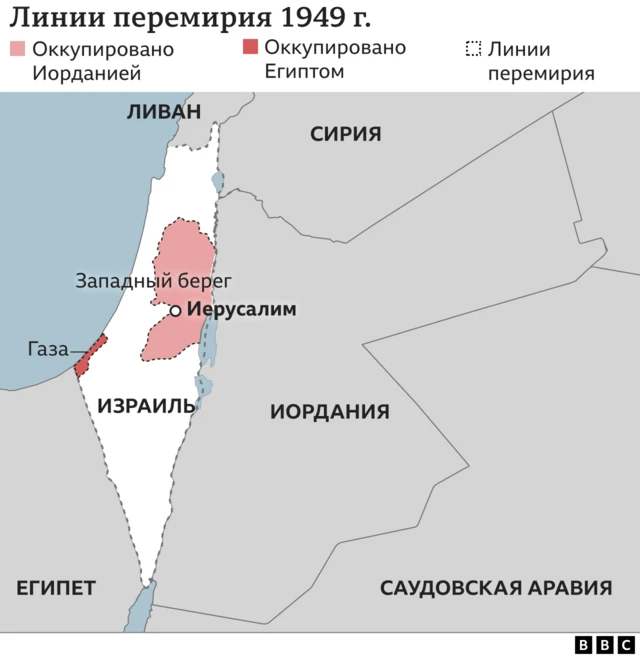 Линии перемирия 1949 г.
Оккупировано
Иорданией
Оккупировано
Египтом
Линии
перемирия
ЛИВАН
СИРИЯ
Западный берег
Иерусалим
Газа
ИЗРАИЛЬ
ИОРДАНИЯ
ЕГИПЕТ
САУДОВСКАЯ АРАВИЯ
BBC